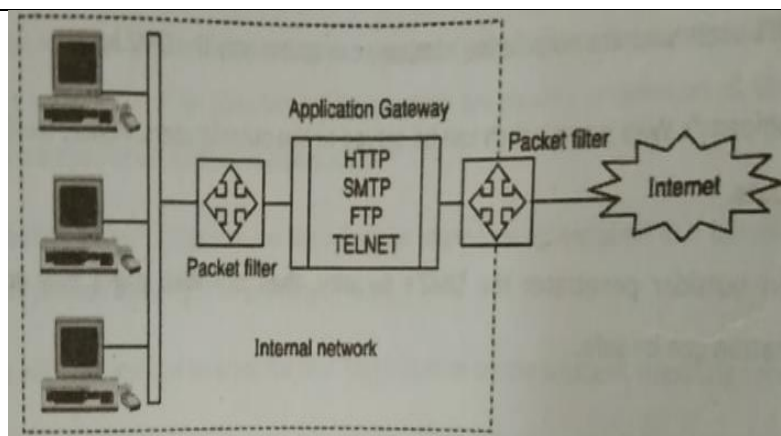 Application Gateway
HTTP
SMTP
FTP
TELNET
Packet filter
Packet filter
Internet
Internal network